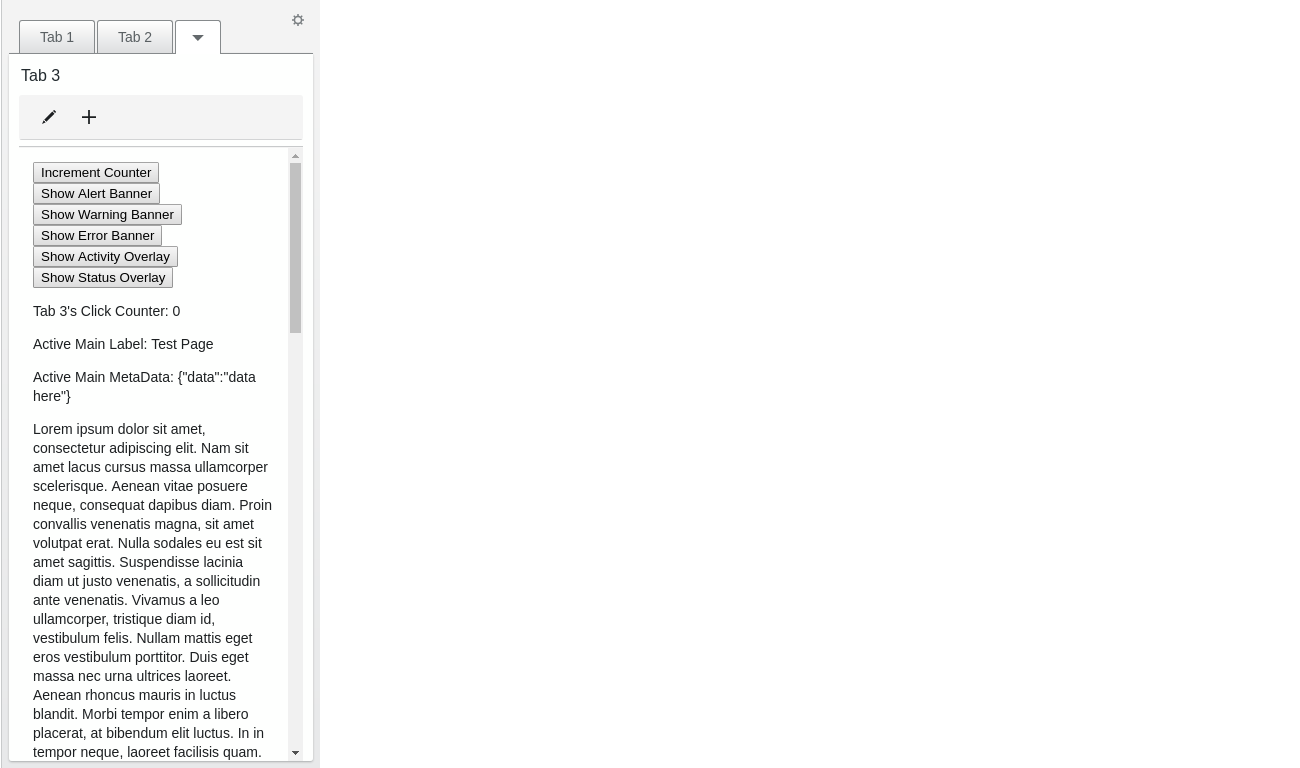 Tab 1
Tab 2
Tab 3
Increment Counter
Show Alert Banner
Show Warning Banner
Show Error Banner
Show Activity Overlay
Show Status Overlay
Tab 3's Click Counter: 0
Active Main Label: Test Page
Active Main MetaData: {"data":"data
here"}
Lorem ipsum dolor sit amet,
consectetur adipiscing elit. Nam sit
amet lacus cursus massa ullamcorper
scelerisque. Aenean vitae posuere
neque, consequat dapibus diam. Proin
convallis venenatis magna, sit amet
volutpat erat. Nulla sodales eu est sit
amet sagittis. Suspendisse lacinia
diam ut justo venenatis, a sollicitudin
ante venenatis. Vivamus a leo
ullamcorper, tristique diam id,
vestibulum felis. Nullam mattis eget
eros vestibulum porttitor. Duis eget
massa nec urna ultrices laoreet.
Aenean rhoncus mauris in luctus
blandit. Morbi tempor enim a libero
placerat, at bibendum elit luctus. In in
tempor neque, laoreet facilisis quam.